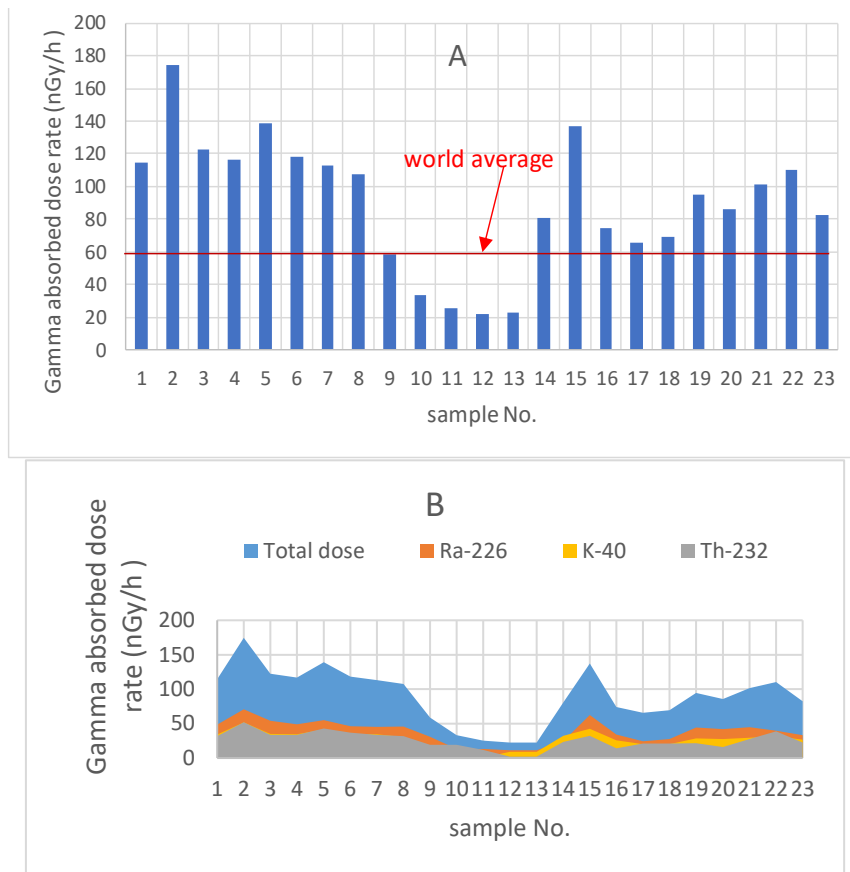 A
Gamma absorbed dose rate (nGy/h)
200
180
160
140
120
100
80
60
40
20
0
world average
1 2 3 4 5 6 7 8 9 10 11 12 13 14 15 16 17 18 19 20 21 22 23
sample No.
B
Total dose Ra-226 K-40 Th-232
Gamma absorbed dose
rate (nGy/h)
200
150
100
50
0
1 2 3 4 5 6 7 8 9 10 11 12 13 14 15 16 17 18 19 20 21 22 23
sample No.